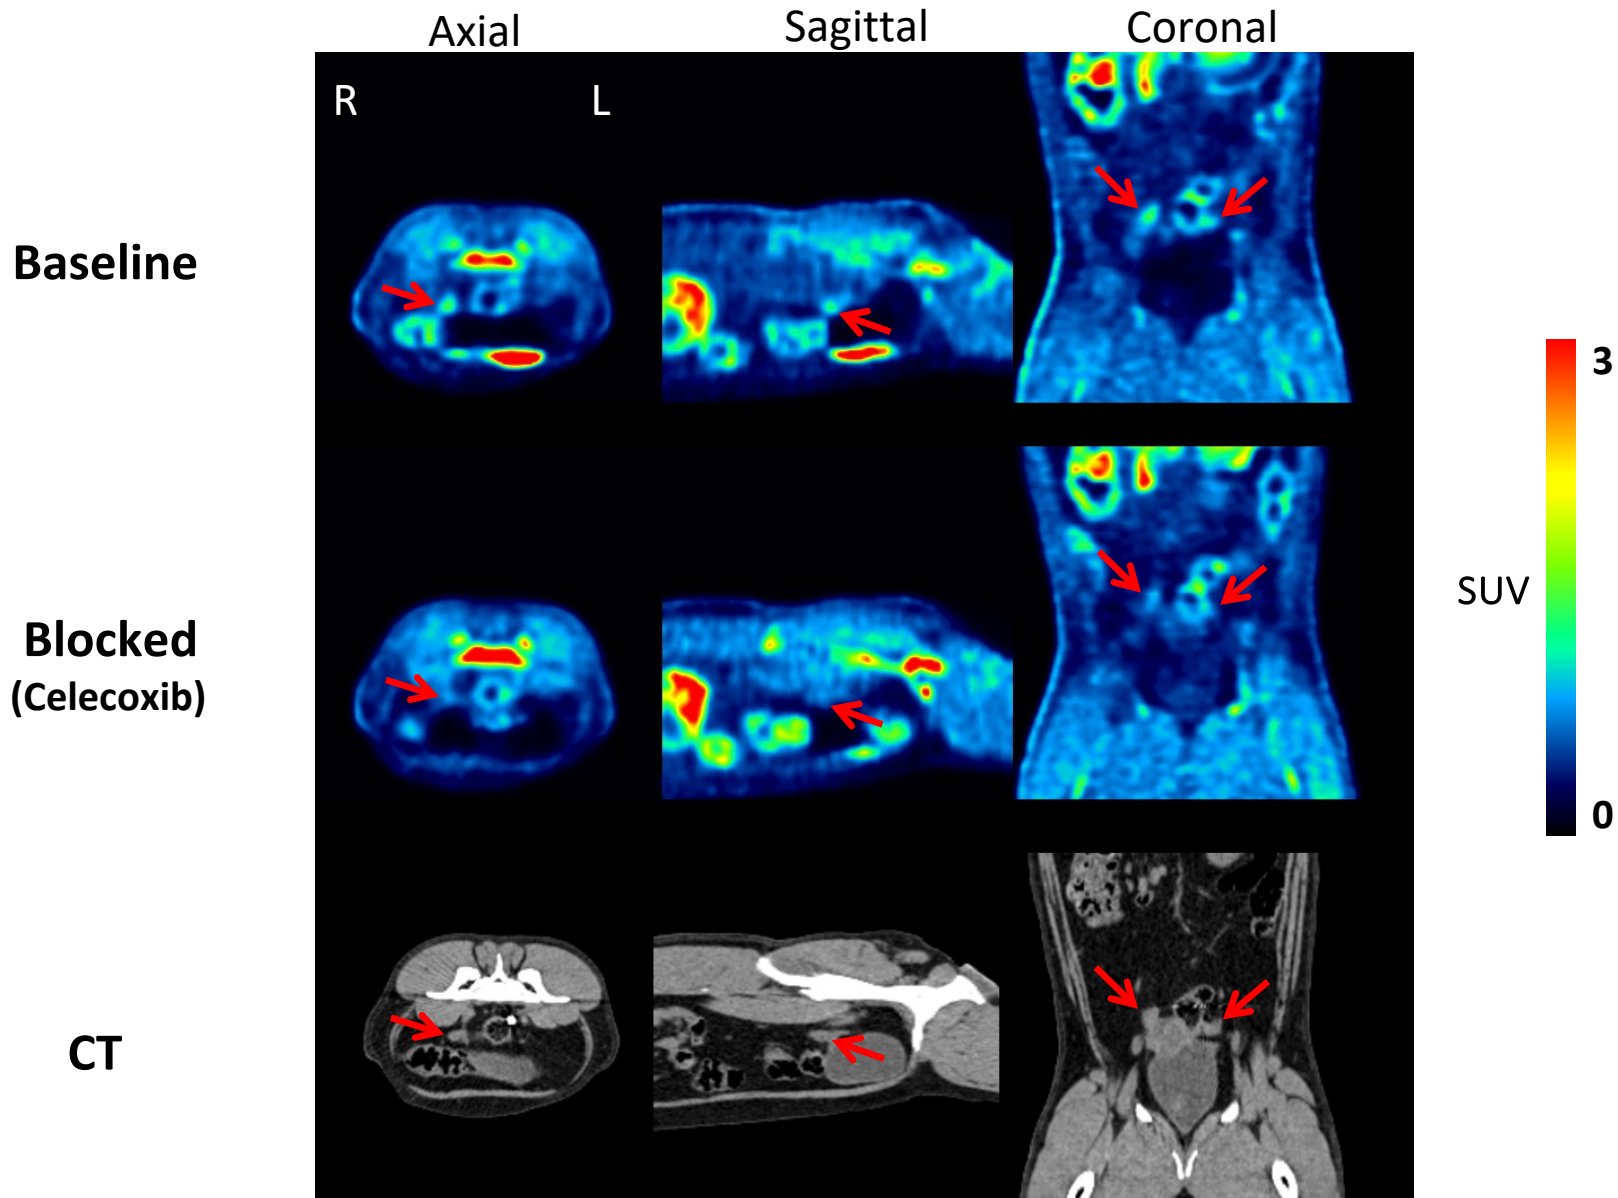 Axial Sagittal Coronal
R L
Baseline
3
Blocked
(Celecoxib)
SUV
0
CT